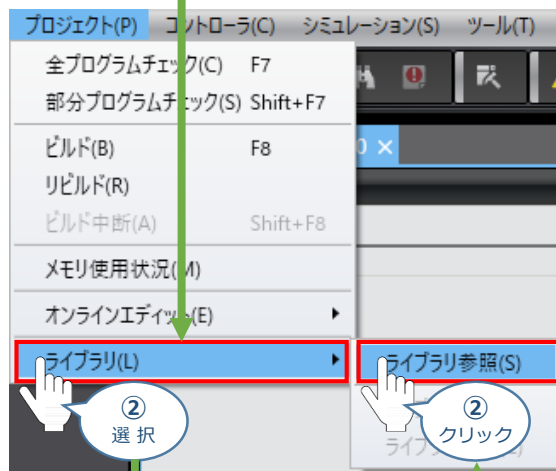 プロジェクト(P) コントローラ(C) シミュレーション(S) ツール(T)
全プログラムチェック(C) F7
部分プログラムチェック(S) Shift+F7
ビルド(B) F8
リビルド(R)
ビルド中断(A) Shift+F8
メモリ使用状況(M)
オンラインエディット(E)
ライブラリ(L)
ライブラリ参照(S)
②
選 択
②
クリック